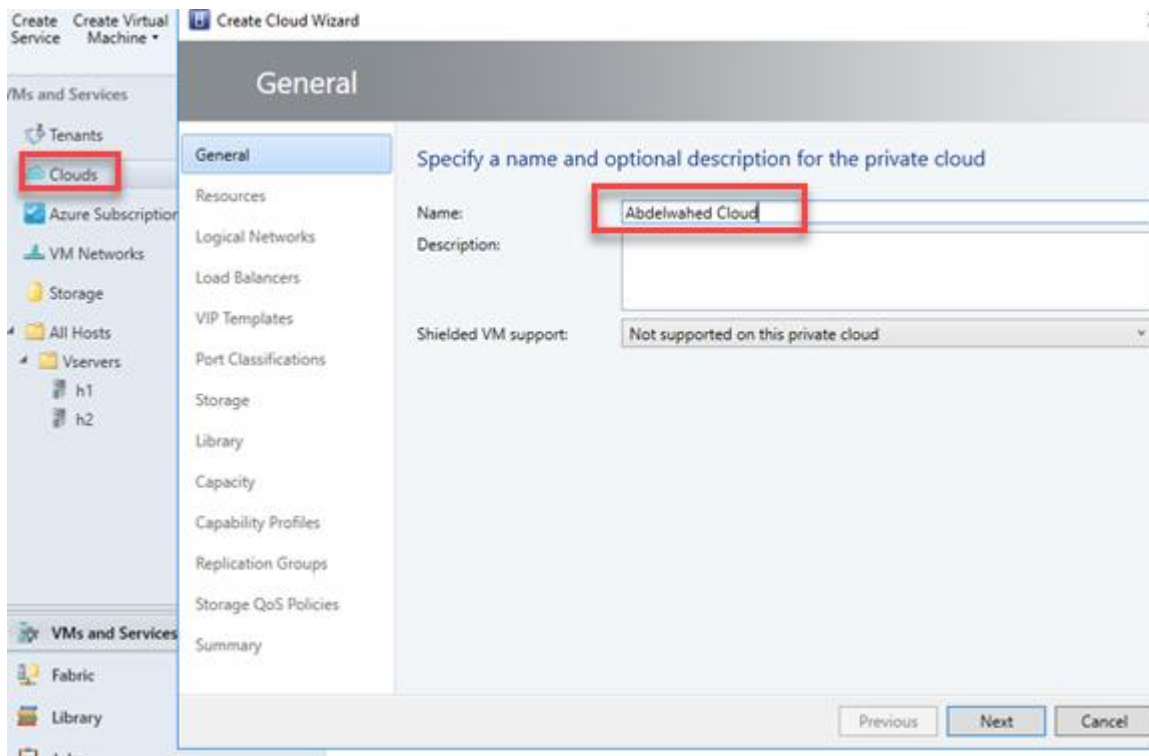 Create Create Virtual
Service Machine
Create Cloud Wizard
General
VMs and Services
Tenants
Clouds
Azure Subscription
VM Networks
Storage
All Hosts
Vservers
h1
h2
VMs and Services
Fabric
Library
General
Resources
Logical Networks
Load Balancers
VIP Templates
Port Classifications
Storage
Library
Capacity
Capability Profiles
Replication Groups
Storage QoS Policies
Summary
Specify a name and optional description for the private cloud
Name: Abdelwahed Cloud
Description:
Shielded VM support: Not supported on this private cloud
Previous Next Cancel